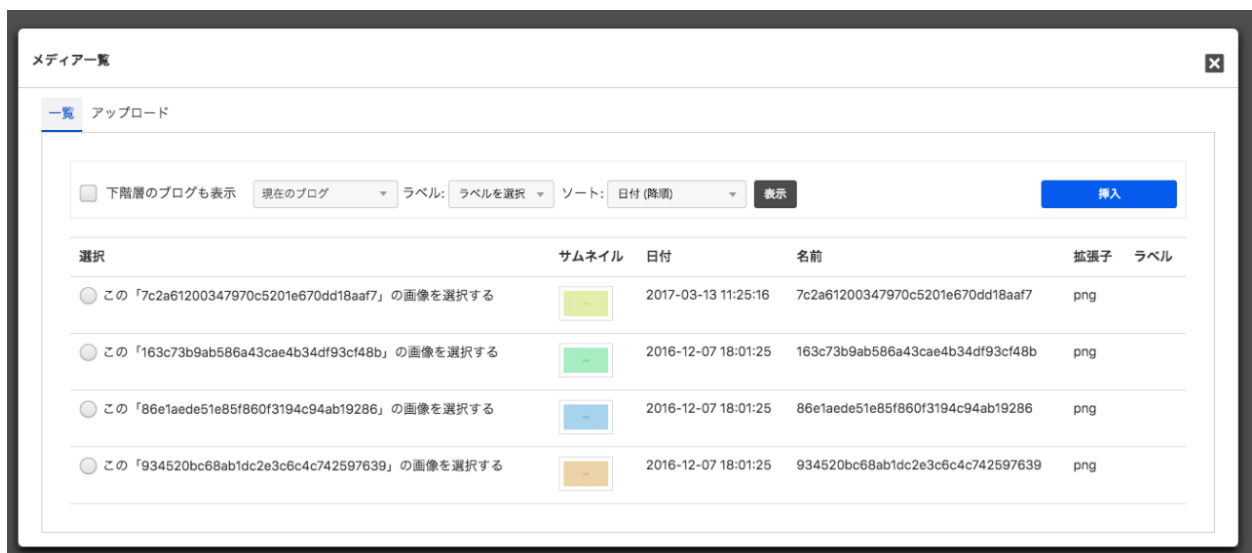 メディア一覧
一覧 アップロード
下階層のブログも表示 現在のブログ ラベル: ラベルを選択 ソート: 日付 (降順) 表示 挿入
選択 サムネイル 日付 名前 拡張子 ラベル
この「7c2a61200347970c5201e670dd18aaf7」の画像を選択する 2017-03-13 11:25:16 7c2a61200347970c5201e670dd18aaf7 png
この「163c73b9ab586a43cae4b34df93cf48b」の画像を選択する 2016-12-07 18:01:25 163c73b9ab586a43cae4b34df93cf48b png
この「86e1aede51e85f860f3194c94ab19286」の画像を選択する 2016-12-07 18:01:25 86e1aede51e85f860f3194c94ab19286 png
この「934520bc68ab1dc2e3c6c4c742597639」の画像を選択する 2016-12-07 18:01:25 934520bc68ab1dc2e3c6c4c742597639 png